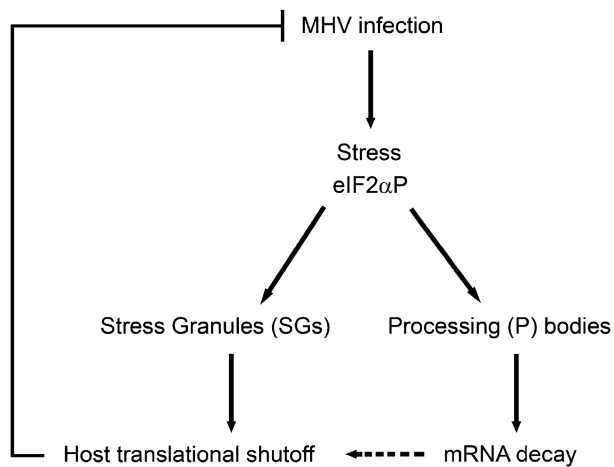 MHV infection
Stress
eIF2αP
Stress Granules (SGs)
Processing (P) bodies
Host translational shutoff
mRNA decay